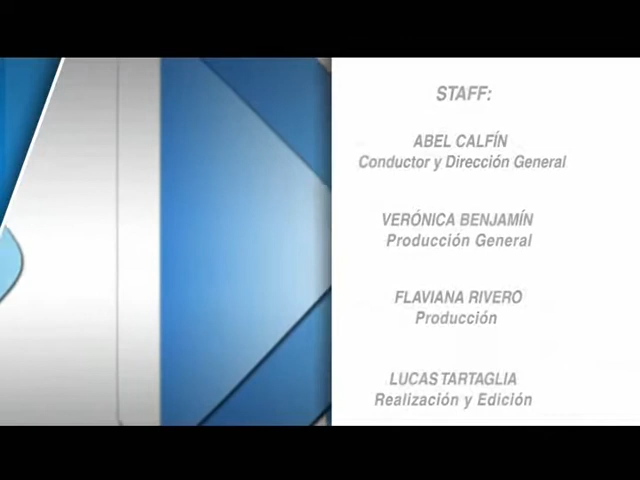 STAFF:
ABEL CALFÍN
Conductor y Dirección General
VERÓNICA BENJAMÍN
Producción General
FLAVIANA RIVERO
Producción
LUCAS TARTAGLIA
Realización y Edición